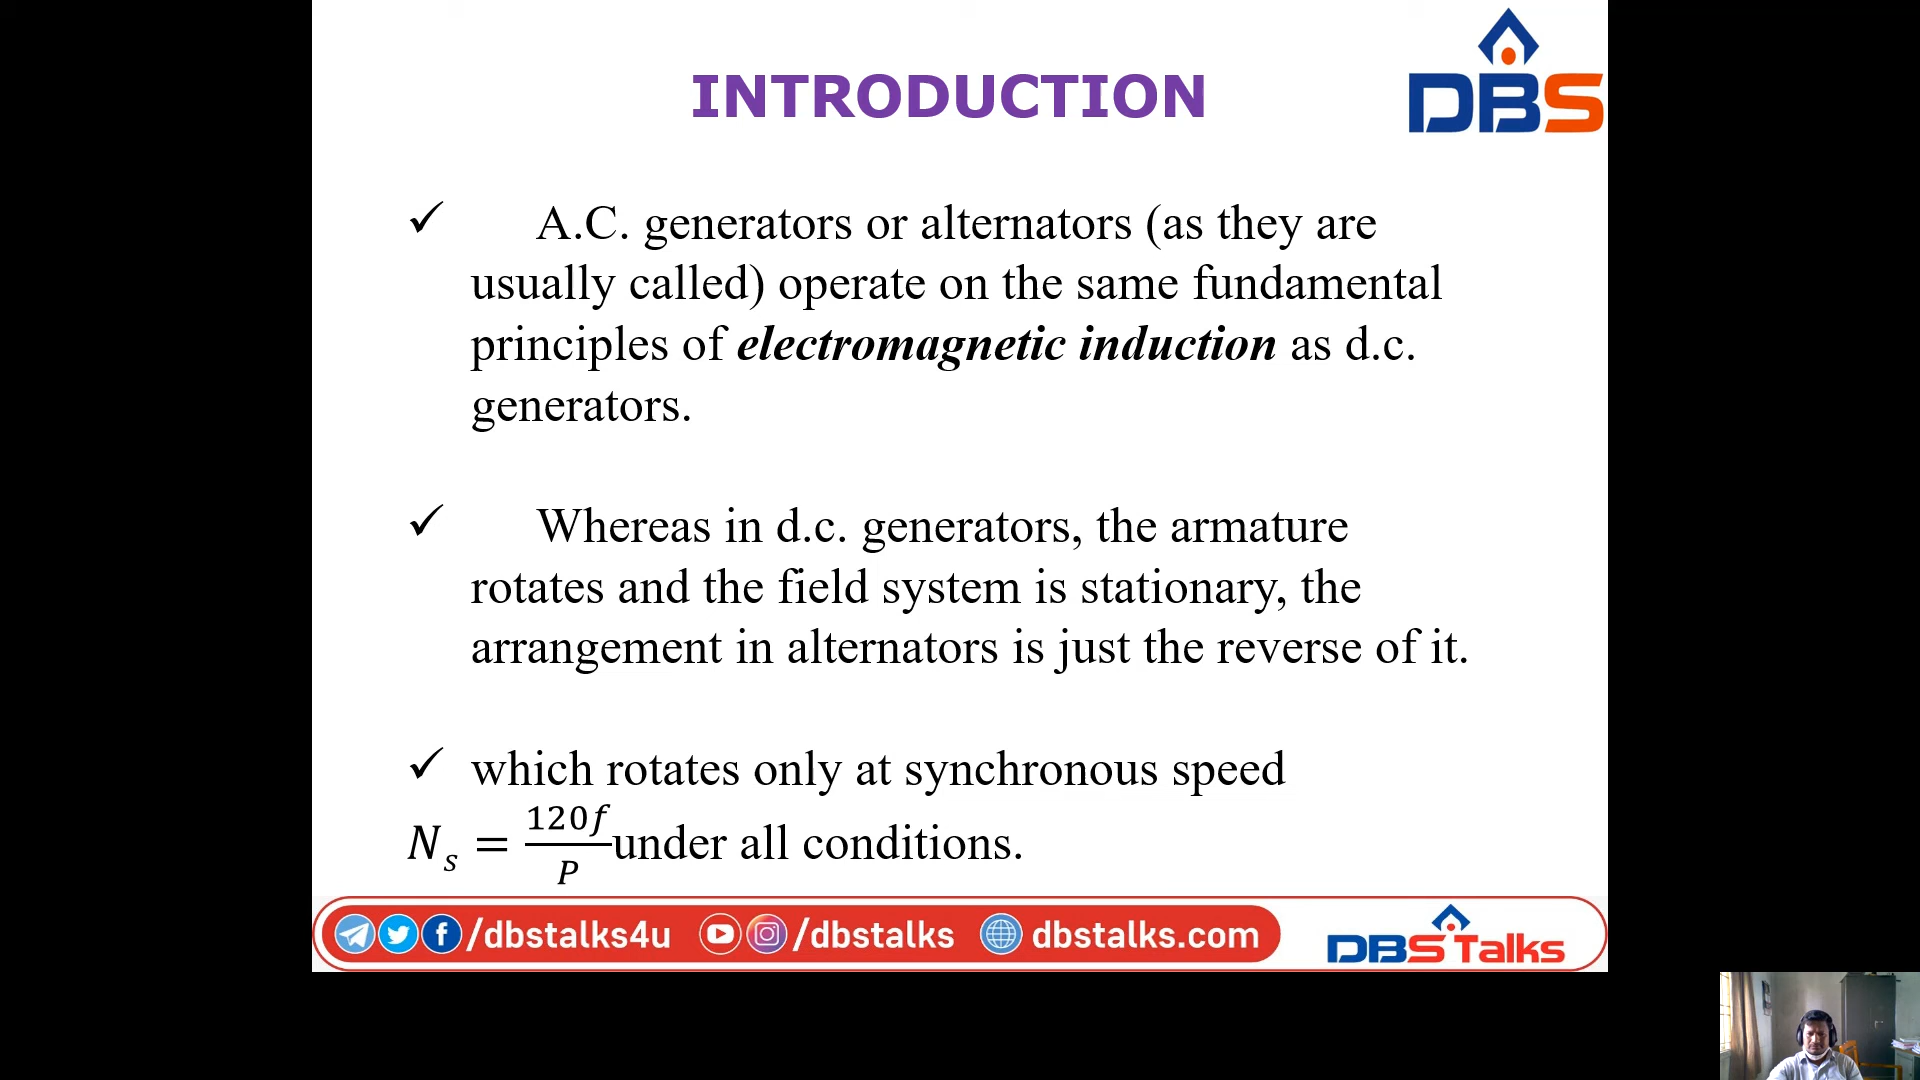 INTRODUCTION
DBS
✓ A.C. generators or alternators (as they are
usually called) operate on the same fundamental
principles of electromagnetic induction as d.c.
generators.
✓ Whereas in d.c. generators, the armature
rotates and the field system is stationary, the
arrangement in alternators is just the reverse of it.
✓ which rotates only at synchronous speed
N_s = 120f/P under all conditions.
/dbstalks4u /dbstalks dbstalks.com DBS Talks